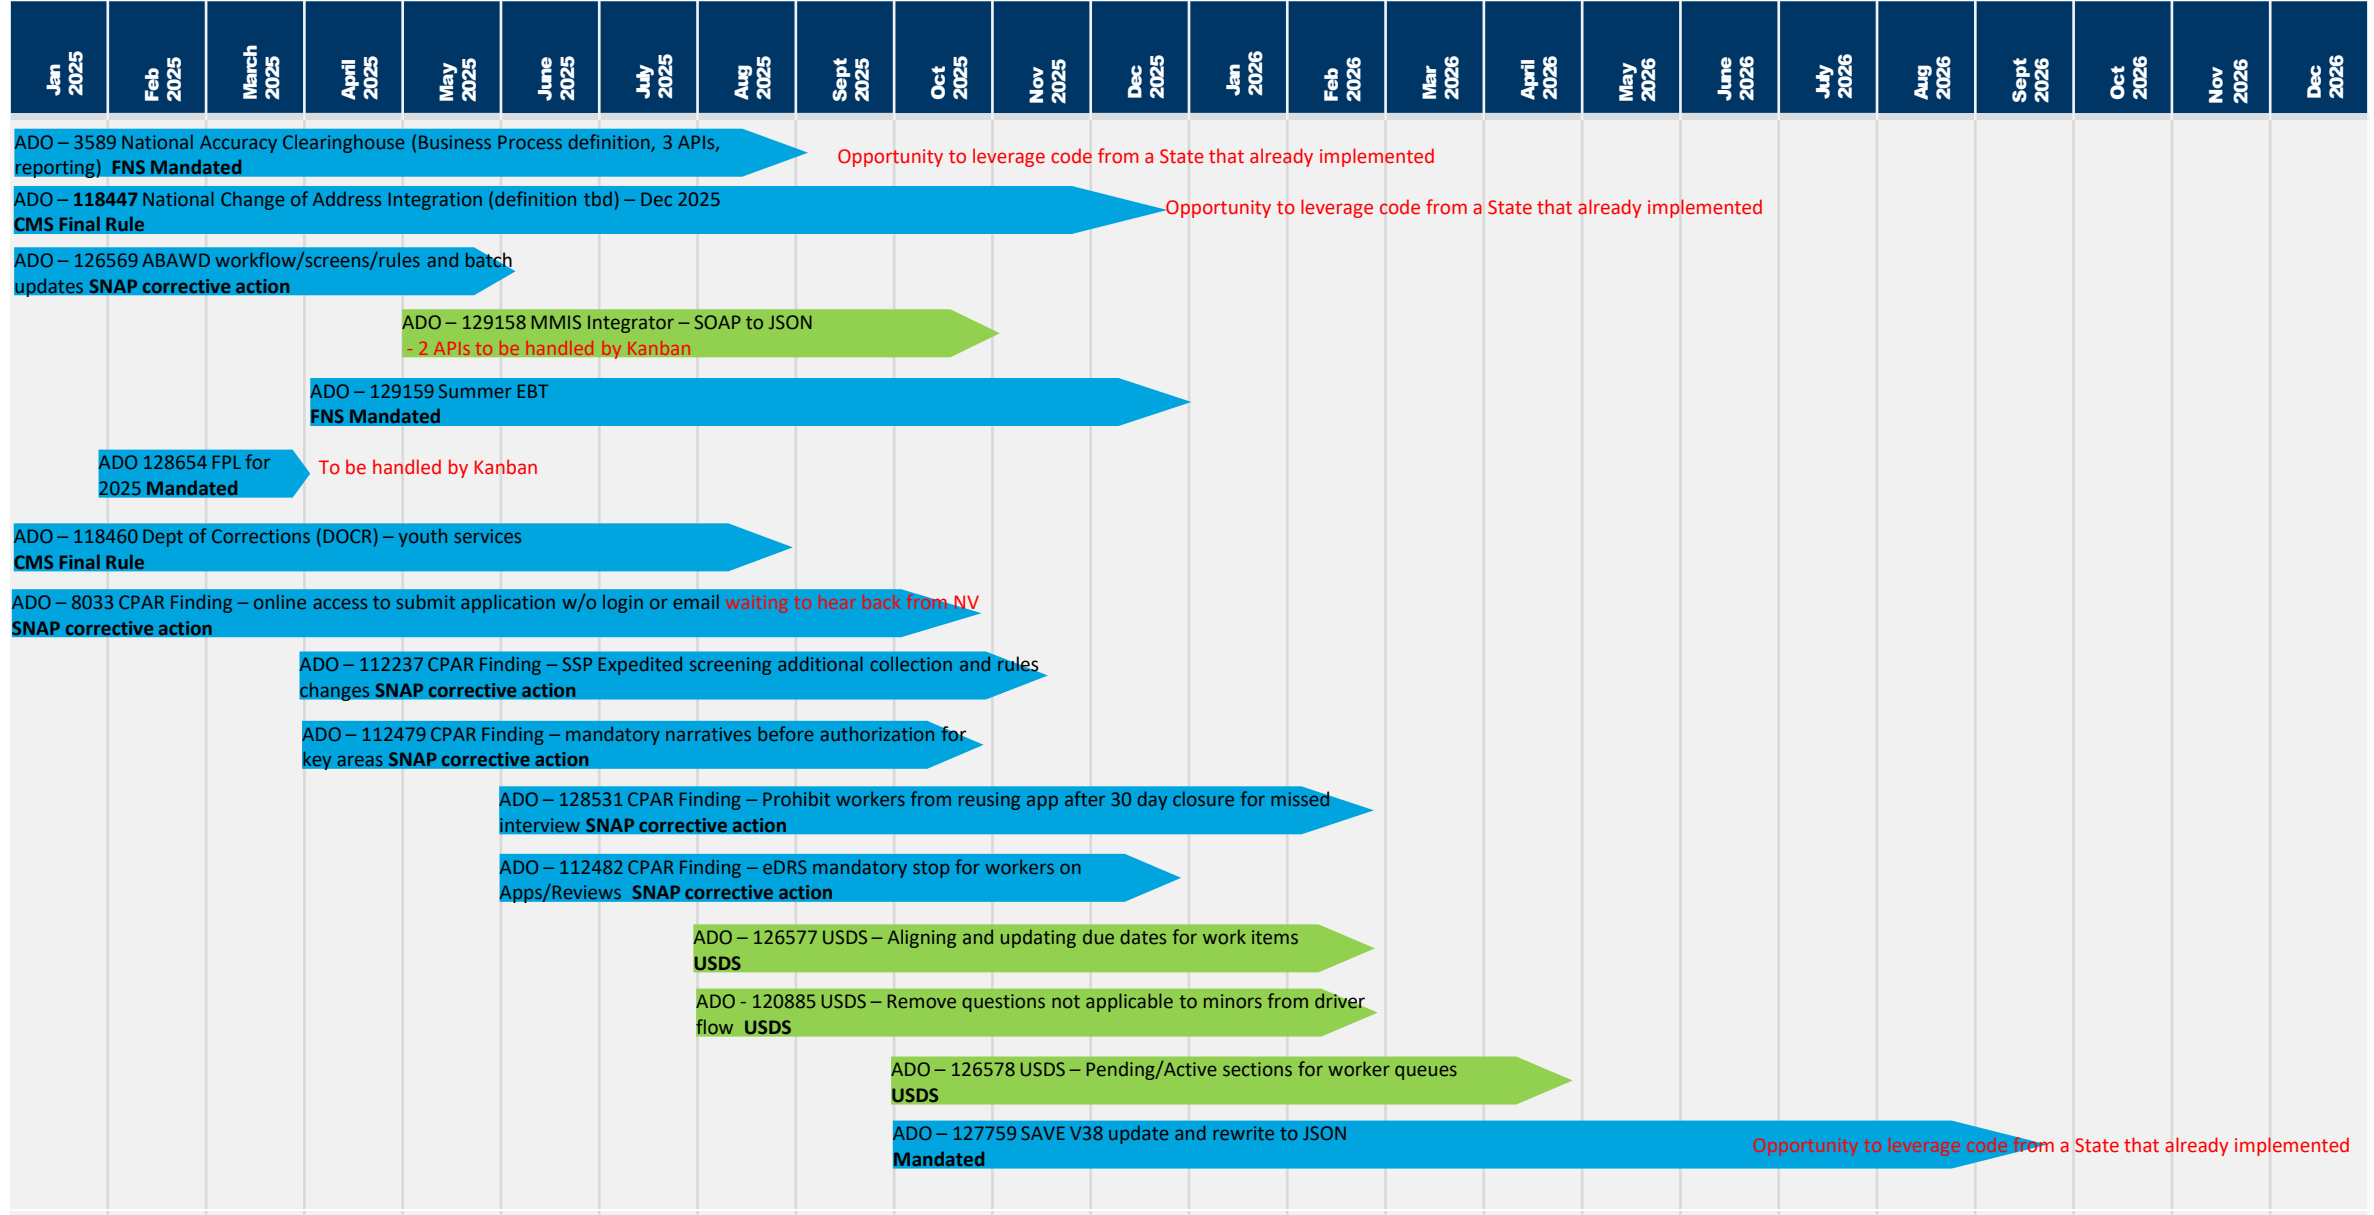 Jan 2025
Feb 2025
March 2025
April 2025
May 2025
June 2025
July 2025
Aug 2025
Sept 2025
Oct 2025
Nov 2025
Dec 2025
Jan 2026
Feb 2026
Mar 2026
April 2026
May 2026
June 2026
July 2026
Aug 2026
Sept 2026
Oct 2026
Nov 2026
Dec 2026
ADO – 3589 National Accuracy Clearinghouse (Business Process definition, 3 APIs,
reporting) FNS Mandated
Opportunity to leverage code from a State that already implemented
ADO – 118447 National Change of Address Integration (definition tbd) – Dec 2025
CMS Final Rule
Opportunity to leverage code from a State that already implemented
ADO – 126569 ABAWD workflow/screens/rules and batch
updates SNAP corrective action
ADO – 129158 MMIS Integrator – SOAP to JSON
- 2 APIs to be handled by Kanban
ADO – 129159 Summer EBT
FNS Mandated
ADO 128654 FPL for
2025 Mandated
To be handled by Kanban
ADO – 118460 Dept of Corrections (DOCR) – youth services
CMS Final Rule
ADO – 8033 CPAR Finding – online access to submit application w/o login or email waiting to hear back from NV
SNAP corrective action
ADO – 112237 CPAR Finding – SSP Expedited screening additional collection and rules
changes SNAP corrective action
ADO – 112479 CPAR Finding – mandatory narratives before authorization for
key areas SNAP corrective action
ADO – 128531 CPAR Finding – Prohibit workers from reusing app after 30 day closure for missed
interview SNAP corrective action
ADO – 112482 CPAR Finding – eDRS mandatory stop for workers on
Apps/Reviews SNAP corrective action
ADO – 126577 USDS – Aligning and updating due dates for work items
USDS
ADO - 120885 USDS – Remove questions not applicable to minors from driver
flow USDS
ADO – 126578 USDS – Pending/Active sections for worker queues
USDS
ADO – 127759 SAVE V38 update and rewrite to JSON
Mandated
Opportunity to leverage code from a State that already implemented